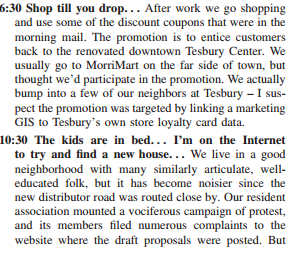 6:30 Shop till you drop. . . After work we go shopping
and use some of the discount coupons that were in the
morning mail. The promotion is to entice customers
back to the renovated downtown Tesbury Center. We
usually go to MorriMart on the far side of town, but
thought we'd participate in the promotion. We actually
bump into a few of our neighbors at Tesbury – I sus-
pect the promotion was targeted by linking a marketing
GIS to Tesbury's own store loyalty card data.
10:30 The kids are in bed. . . I'm on the Internet
to try and find a new house. . . We live in a good
neighborhood with many similarly articulate, well-
educated folk, but it has become noisier since the
new distributor road was routed close by. Our resident
association mounted a vociferous campaign of protest,
and its members filed numerous complaints to the
website where the draft proposals were posted. But